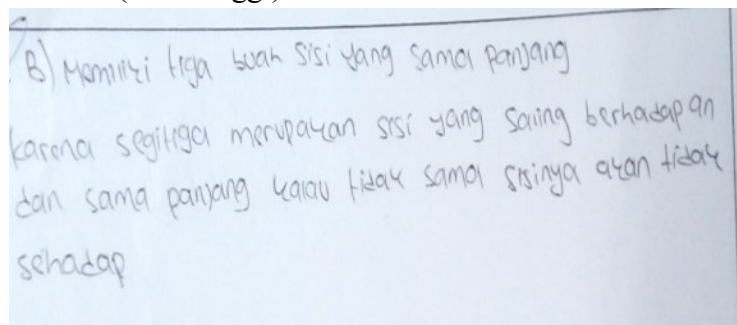 B) Memiliki tiga buah sisi yang sama panjang
karena segitiga merupakan sisi yang saling berhadapan
dan sama panjang kalau tidak sama sisinya akan tidak
sehadap